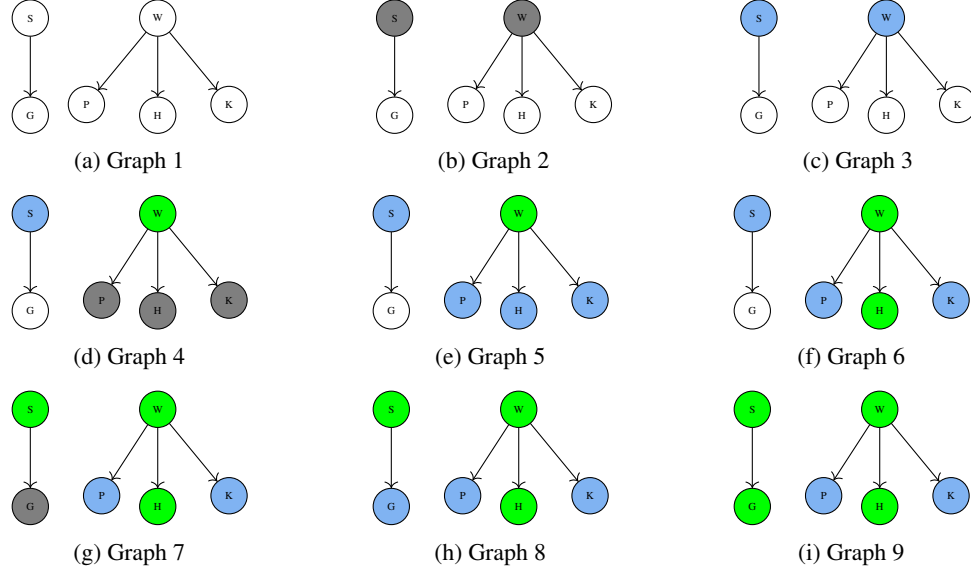 S W S W S W
G P H K G P H K G P H K
(a) Graph 1 (b) Graph 2 (c) Graph 3
S W S W S W
G P H K G P H K G P H K
(d) Graph 4 (e) Graph 5 (f) Graph 6
S W S W S W
G P H K G P H K G P H K
(g) Graph 7 (h) Graph 8 (i) Graph 9